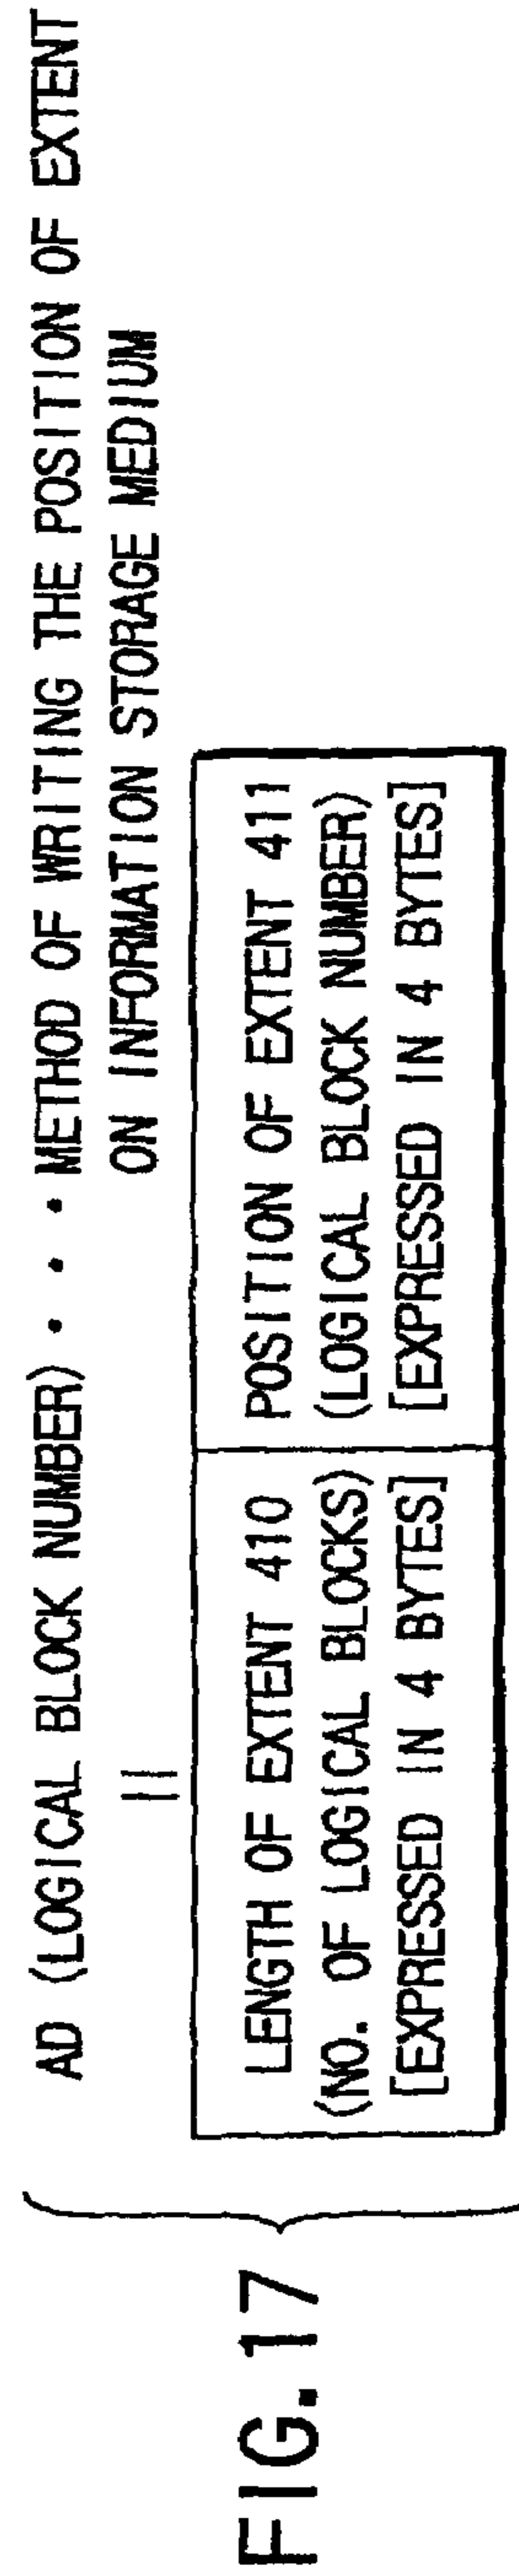 AD (LOGICAL BLOCK NUMBER) • • • METHOD OF WRITING THE POSITION OF EXTENT
ON INFORMATION STORAGE MEDIUM
||
LENGTH OF EXTENT 410
(NO. OF LOGICAL BLOCKS)
[EXPRESSED IN 4 BYTES]
POSITION OF EXTENT 411
(LOGICAL BLOCK NUMBER)
[EXPRESSED IN 4 BYTES]
FIG. 17